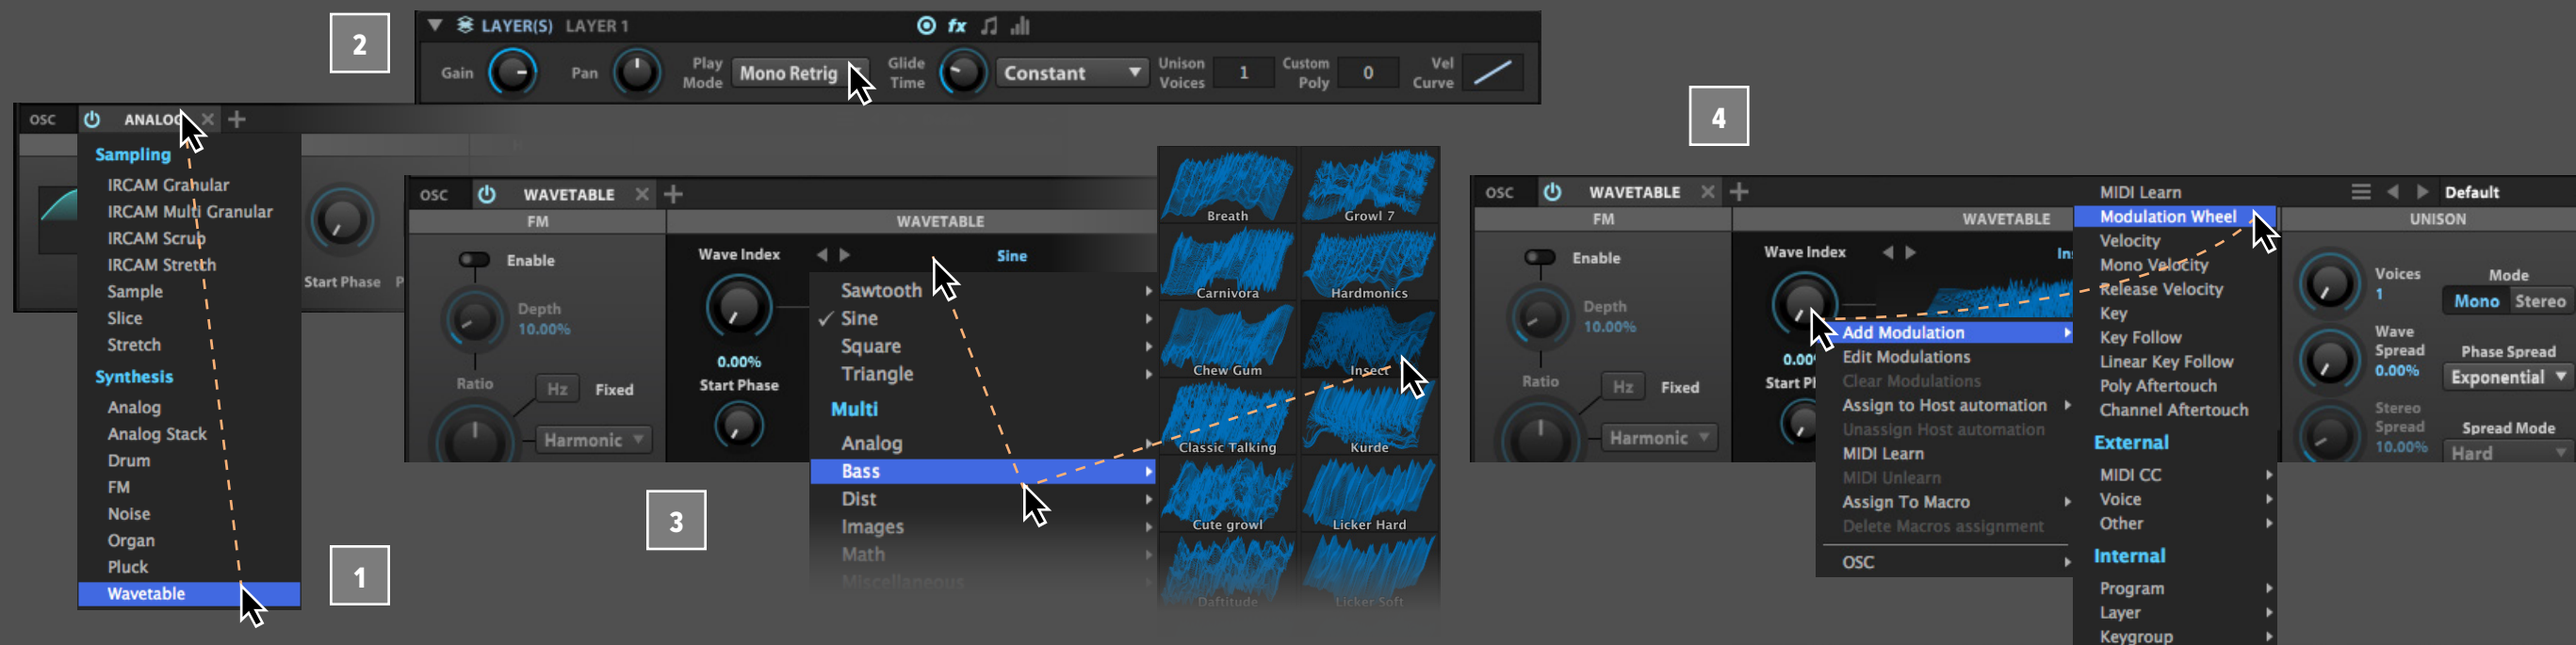 2
LAYER(S) LAYER 1 fx
Gain Pan Play Mode Mono Retrig Glide Time Constant Unison Voices 1 Custom Poly 0 Vel Curve
OSC ANALOG
Sampling
IRCAM Granular
IRCAM Multi Granular
IRCAM Scrub
IRCAM Stretch
Sample
Slice
Stretch
Synthesis
Analog
Analog Stack
Drum
FM
Noise
Organ
Pluck
Wavetable
Start Phase P
1
OSC WAVETABLE
FM WAVETABLE
Enable
Depth
10.00%
Ratio
Hz Fixed
Harmonic
Wave Index
0.00%
Start Phase
Sine
Sawtooth
Sine
Square
Triangle
Multi
Analog
Bass
Dist
Images
Math
Miscellaneous
3
Breath Growl 7
Carnivora Hardmonics
Chew Gum Insect
Classic Talking Kurde
Cute growl Licker Hard
Daftitude Licker Soft
4
OSC WAVETABLE
Default
FM WAVETABLE UNISON
Enable
Depth
10.00%
Ratio
Hz Fixed
Harmonic
Wave Index
Ins
0.00
Start Pl
Add Modulation
Edit Modulations
Clear Modulations
Assign to Host automation
Unassign Host automation
MIDI Learn
MIDI Unlearn
Assign To Macro
Delete Macros assignment
OSC
MIDI Learn
Modulation Wheel
Velocity
Mono Velocity
Release Velocity
Key
Key Follow
Linear Key Follow
Poly Aftertouch
Channel Aftertouch
External
MIDI CC
Voice
Other
Internal
Program
Layer
Keygroup
Voices
1
Mode
Mono Stereo
Wave
Spread
0.00%
Phase Spread
Exponential
Stereo
Spread
10.00%
Spread Mode
Hard